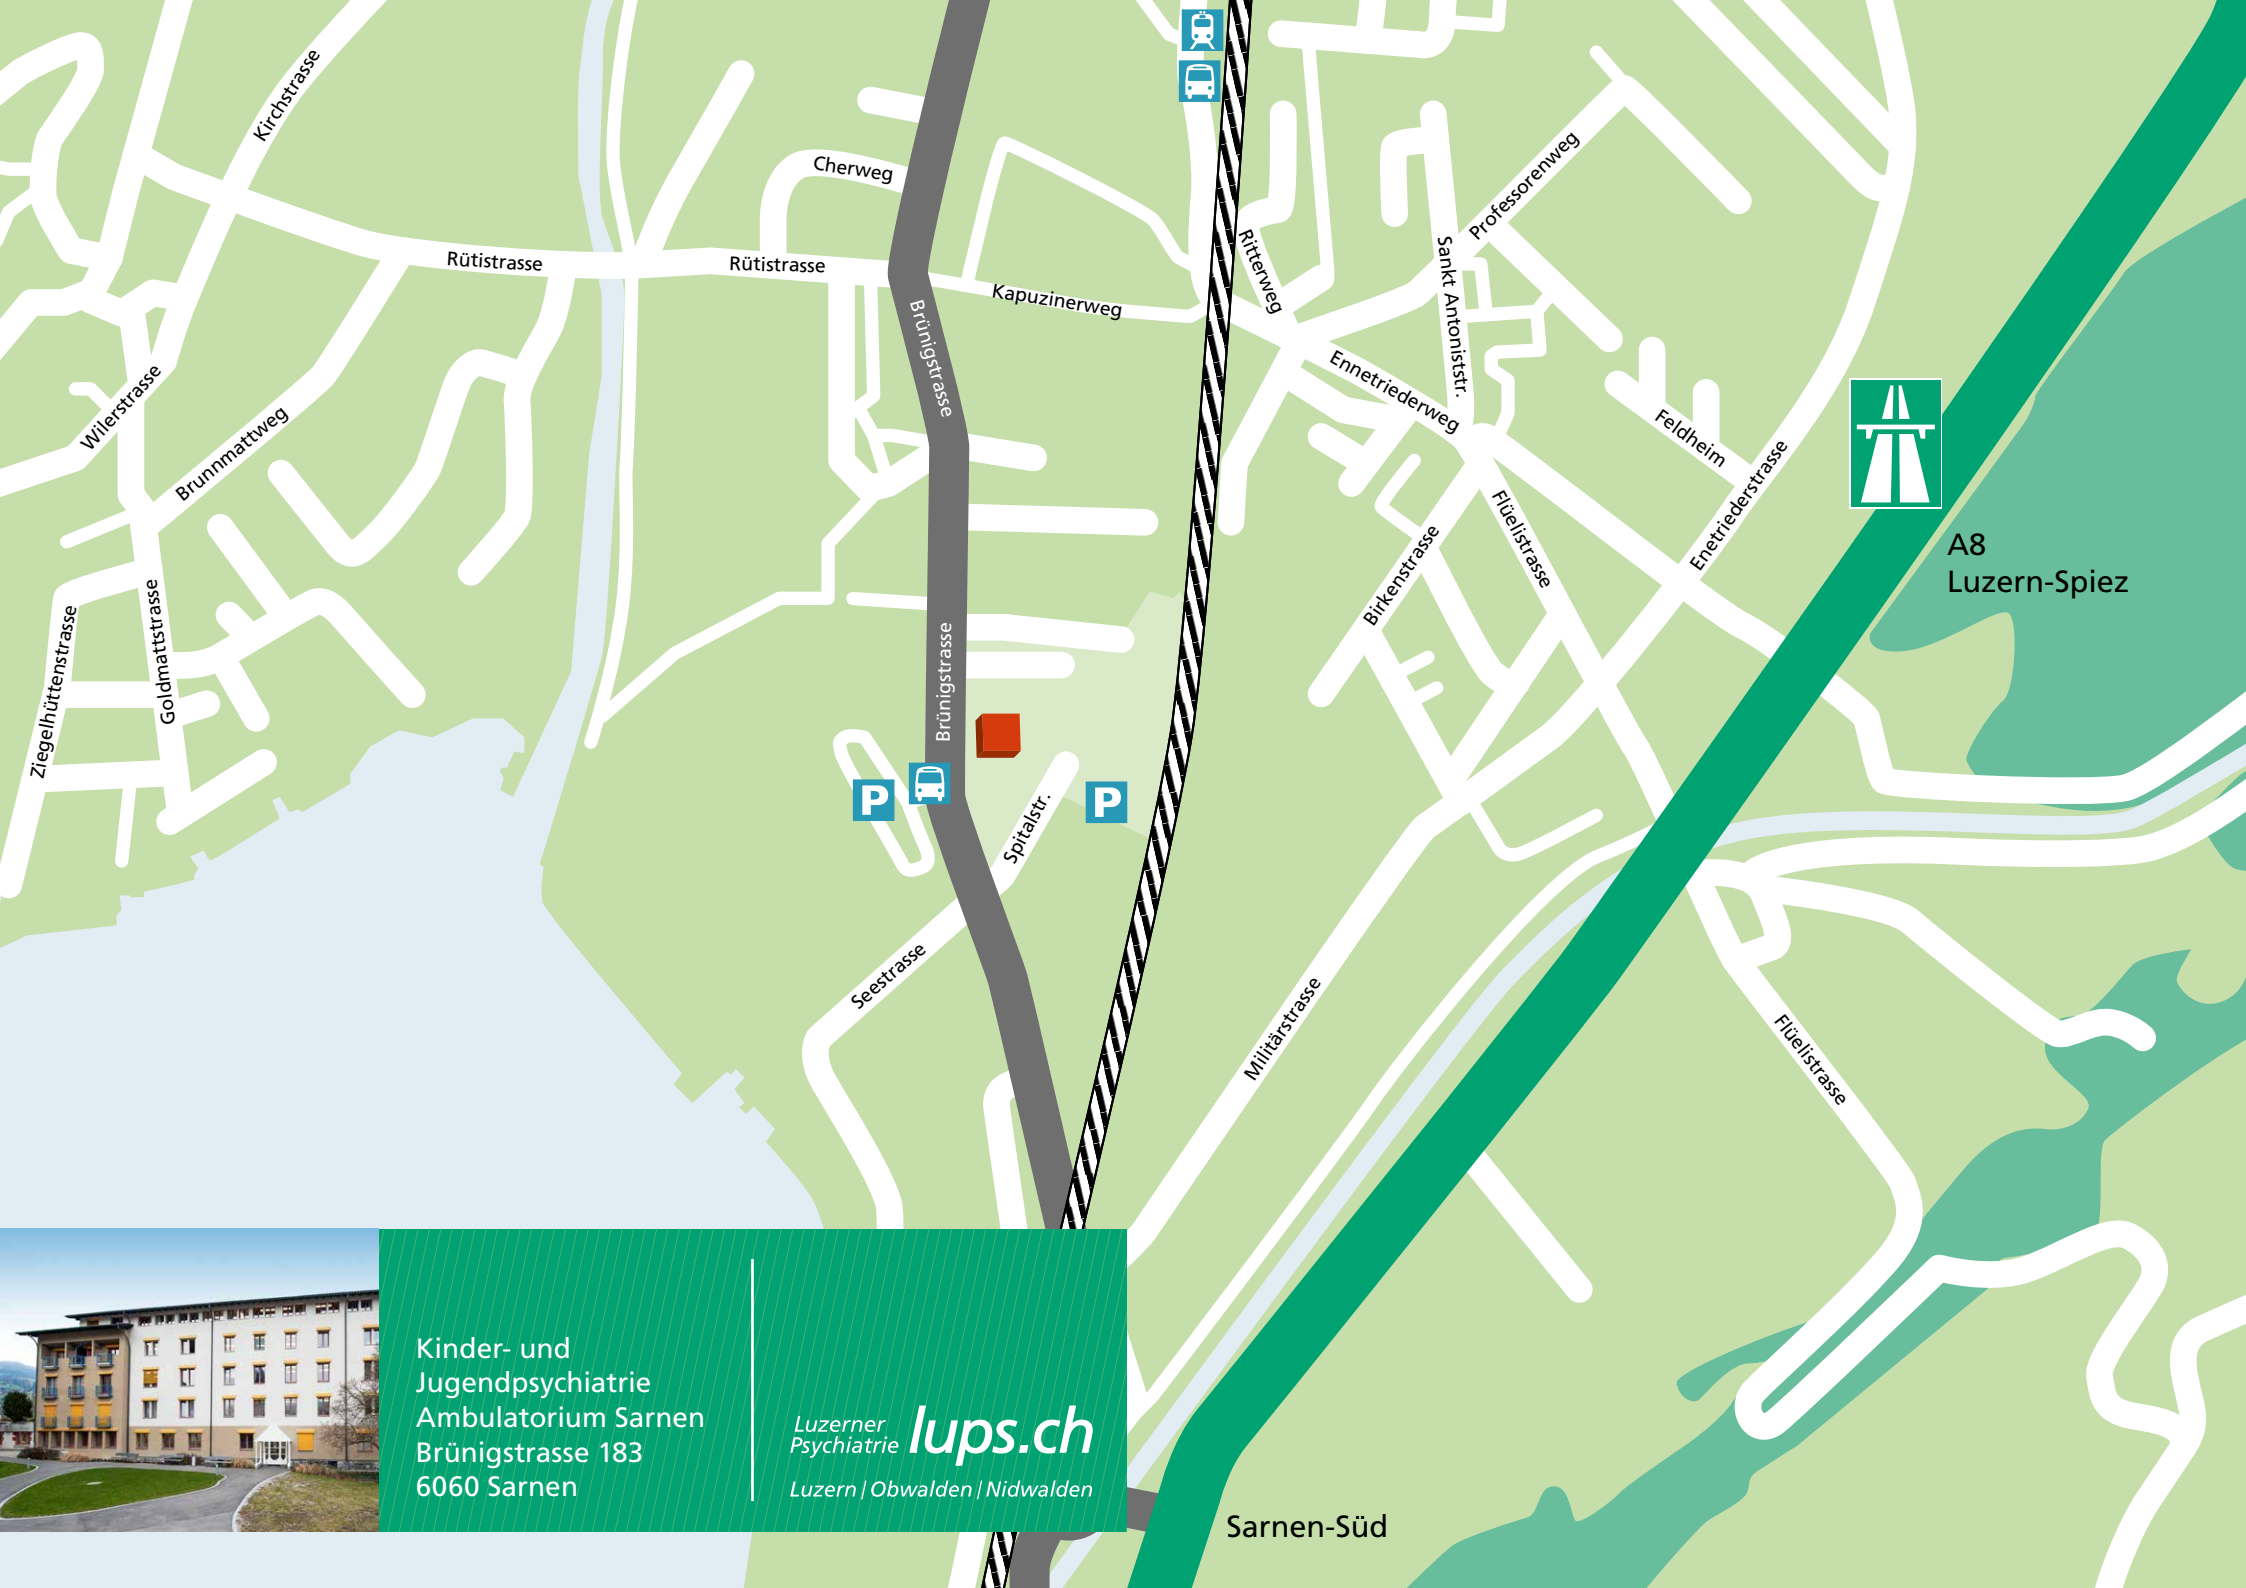 Kirchstrasse
Cherweg
Rütistrasse
Rütistrasse
Kapuzinerweg
Brünigstrasse
Ritterweg
Professorenweg
Sankt Antoniststr.
Ennetriederweg
Feldheim
Enetriederstrasse
Wilerstrasse
Brunnmattweg
Flüelistrasse
Birkenstrasse
A8
Luzern-Spiez
Ziegelhüttenstrasse
Goldmattstrasse
Brünigstrasse
P
P
Spitalstr.
Seestrasse
Militärstrasse
Flüelistrasse
Kinder- und
Jugendpsychiatrie
Ambulatorium Sarnen
Brünigstrasse 183
6060 Sarnen
Luzerner
Psychiatrie lups.ch
Luzern | Obwalden | Nidwalden
Sarnen-Süd